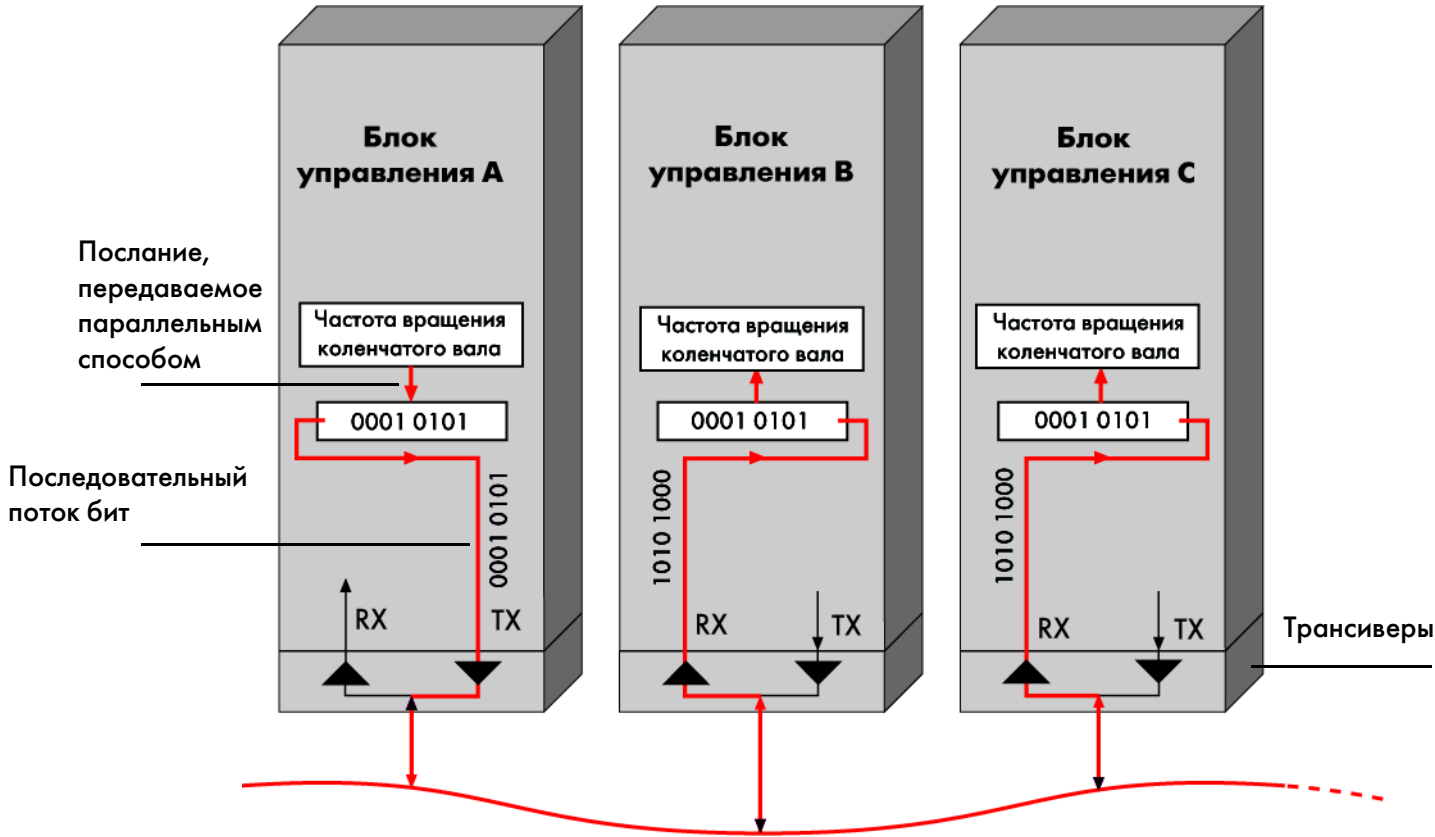 Блок
управления A
Блок
управления B
Блок
управления C
Послание,
передаваемое
параллельным
способом
Частота вращения
коленчатого вала
Частота вращения
коленчатого вала
Частота вращения
коленчатого вала
0001 0101
0001 0101
0001 0101
Последовательный
поток бит
0001 0101
1010 1000
1010 1000
RX
TX
RX
TX
RX
TX
Трансиверы